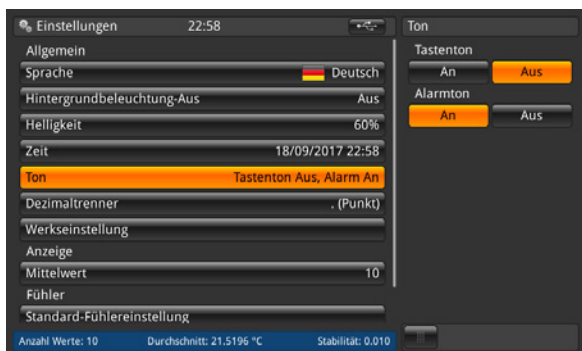 Einstellungen 22:58
Allgemein
Sprache Deutsch
Hintergrundbeleuchtung-Aus Aus
Helligkeit 60%
Zeit 18/09/2017 22:58
Ton Tastenton Aus, Alarm An
Dezimaltrenner . (Punkt)
Werkseinstellung
Anzeige
Mittelwert 10
Fühler
Standard-Fühlereinstellung
Anzahl Werte: 10 Durchschnitt: 21.5196 °C Stabilität: 0.010
Ton
Tastenton
An Aus
Alarmton
An Aus